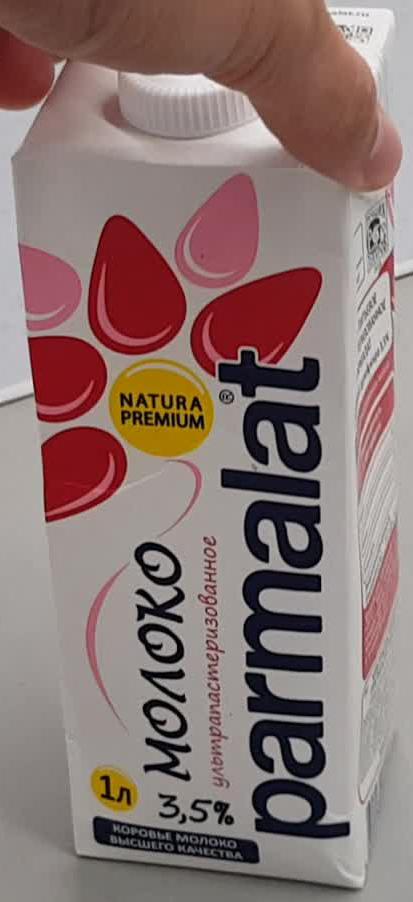 NATURA
PREMIUM
parmalat®
МОЛОКО
ультрапастеризованное
1л
3,5%
КОРОВЬЕ МОЛОКО
ВЫСШЕГО КАЧЕСТВА